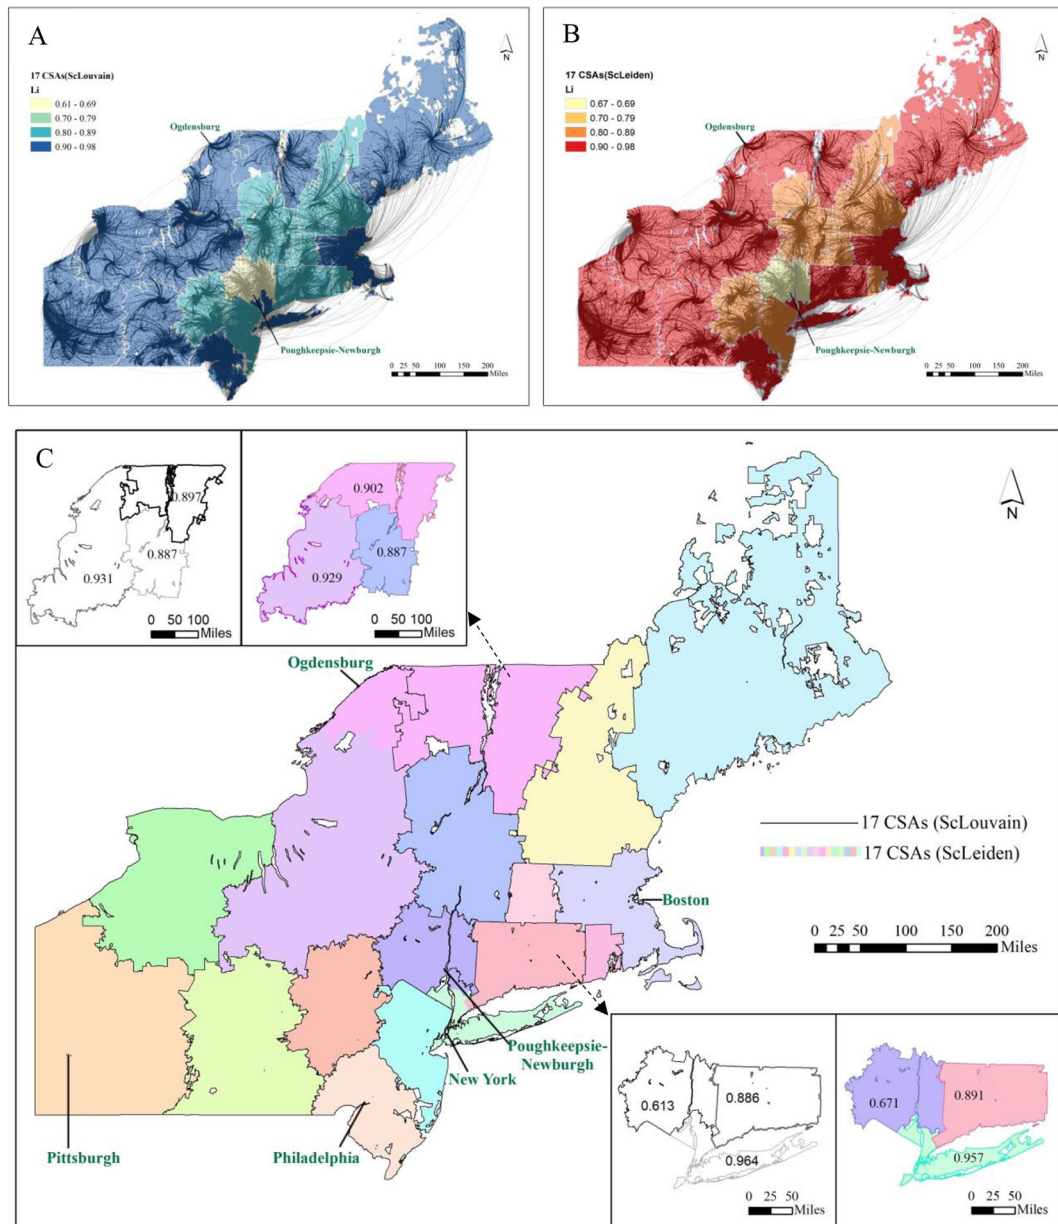 A
17 CSAs(ScLouvain)
Li
0.61 - 0.69
0.70 - 0.79
0.80 - 0.89
0.90 - 0.98
Ogdensburg
N
Poughkeepsie-Newburgh
0 25 50 100 150 200
Miles
B
17 CSAs(ScLeiden)
Li
0.67 - 0.69
0.70 - 0.79
0.80 - 0.89
0.90 - 0.98
Ogdensburg
N
Poughkeepsie-Newburgh
0 25 50 100 150 200
Miles
C
0.897
0.887
0.931
0 50 100
Miles
0.902
0.887
0.929
0 50 100
Miles
N
Ogdensburg
17 CSAs (ScLouvain)
17 CSAs (ScLeiden)
Boston
0 25 50 100 150 200
Miles
Poughkeepsie-
Newburgh
New York
Pittsburgh
Philadelphia
0.613
0.886
0.964
0 25 50
Miles
0.671
0.891
0.957
0 25 50
Miles